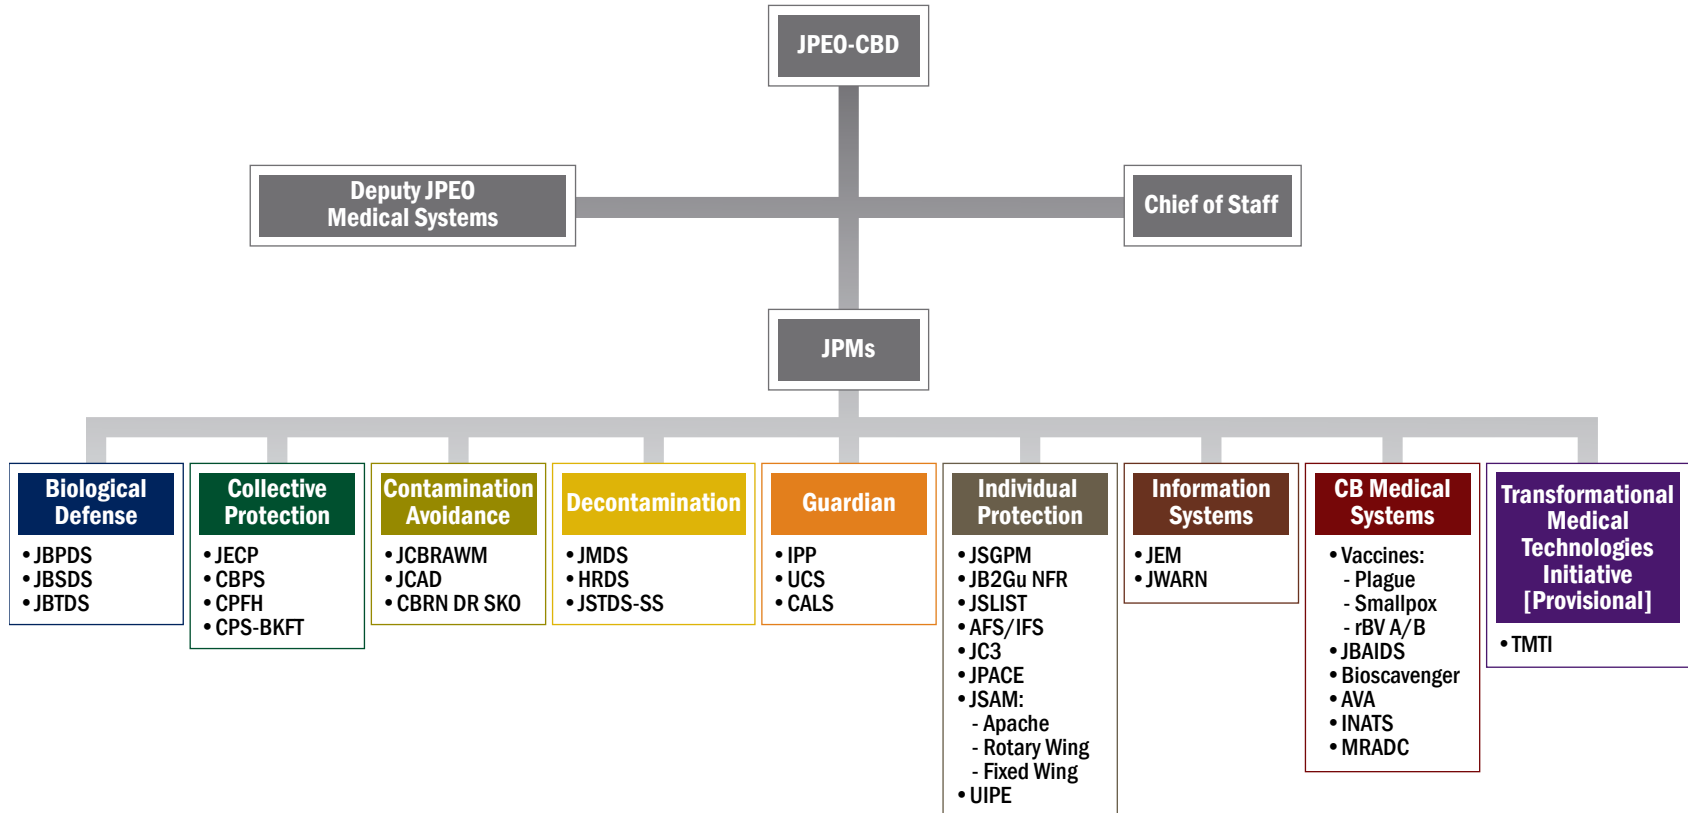 JPEO-CBD
Deputy JPEO
Medical Systems
Chief of Staff
JPMs
Biological
Defense
• JBPDS
• JBSDS
• JBTDS
Collective
Protection
• JECP
• CBPS
• CPFH
• CPS-BKFT
Contamination
Avoidance
• JCBRAWM
• JCAD
• CBRN DR SKO
Decontamination
• JMDS
• HRDS
• JSTDS-SS
Guardian
• IPP
• UCS
• CALS
Individual
Protection
• JSGPM
• JB2Gu NFR
• JSLIST
• AFS/IFS
• JC3
• JPACE
• JSAM:
- Apache
- Rotary Wing
- Fixed Wing
• UIPE
Information
Systems
• JEM
• JWARN
CB Medical
Systems
• Vaccines:
- Plague
- Smallpox
- rBV A/B
• JBAIDS
• Bioscavenger
• AVA
• INATS
• MRADC
Transformational
Medical
Technologies
Initiative
[Provisional]
• TMTI